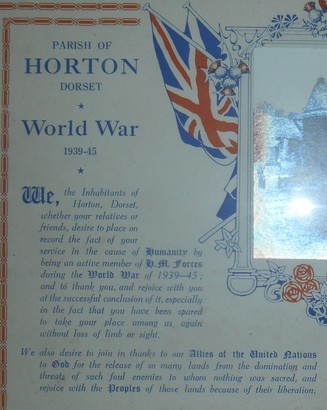 PARISH OF
HORTON
DORSET
World War
1939-45
We, the Inhabitants of
Horton, Dorset,
whether your relatives or
friends, desire to place on
record the fact of your
service in the cause of Humanity by
being an active member of H.M. Forces
during the World War of 1939-45;
and to thank you, and rejoice with you
at the successful conclusion of it, especially
in the fact that you have been spared
to take your place among us again
without loss of limb or sight.
We also desire to join in thanks to our Allies of the United Nations
to God for the release of so many lands from the domination and
threats of such foul enemies to whom nothing was sacred, and
rejoice with the Peoples of those lands because of their liberation.